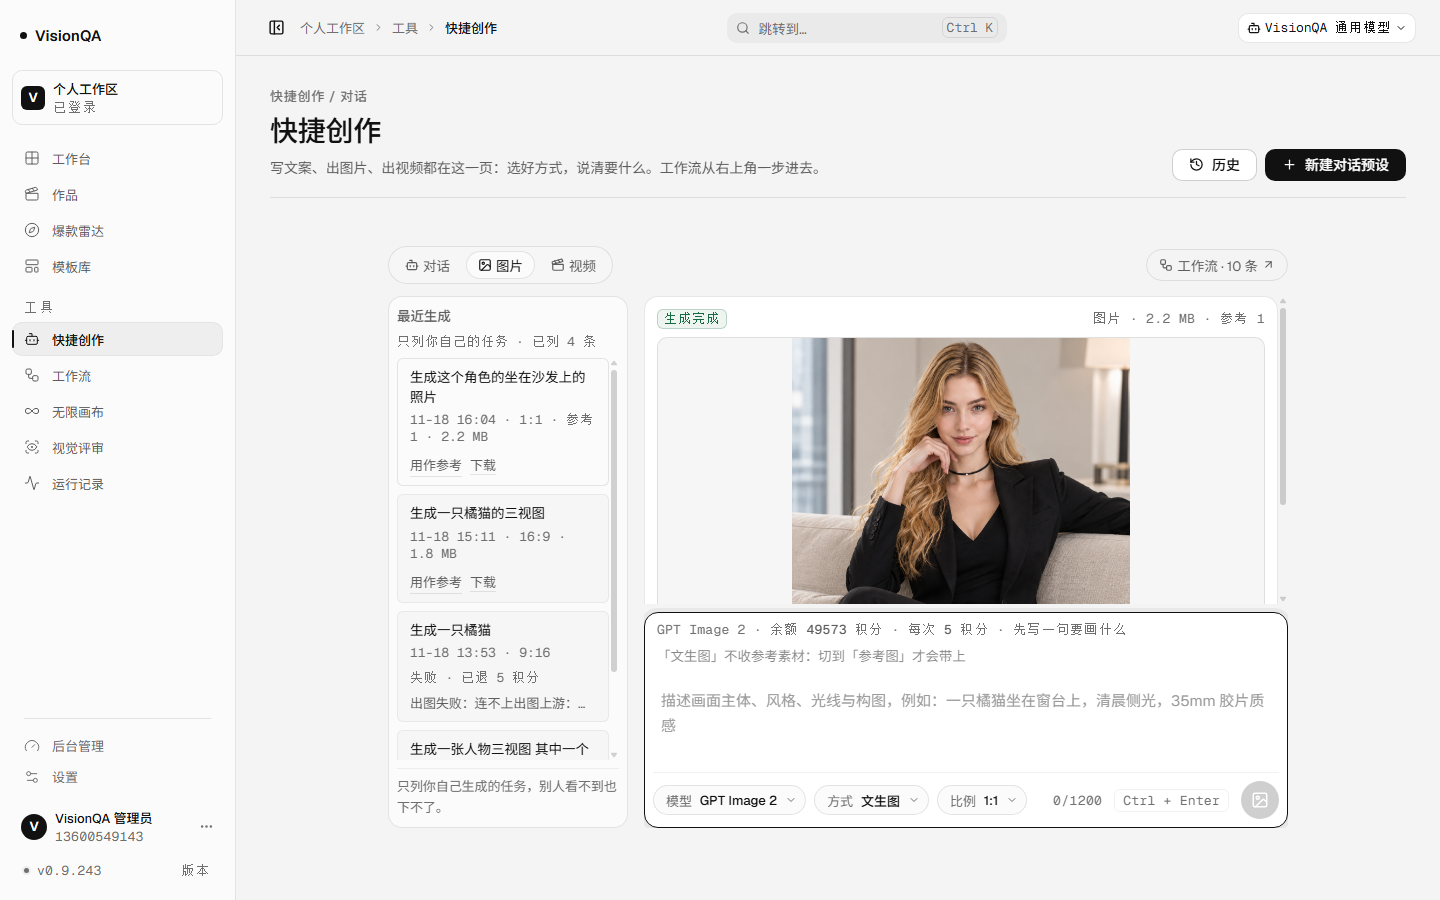 VisionQA
V
个人工作区
已登录
工作台
作品
爆款雷达
模板库
工具
快捷创作
工作流
无限画布
视觉评审
运行记录
后台管理
设置
V
VisionQA 管理员
13600549143
v0.9.243
版本
个人工作区
工具
快捷创作
跳转到…
Ctrl K
VisionQA 通用模型
快捷创作 / 对话
快捷创作
写文案、出图片、出视频都在这一页：选好方式，说清要什么。工作流从右上角一步进去。
历史
新建对话预设
对话
图片
视频
工作流 · 10 条
最近生成
只列你自己的任务 · 已列 4 条
生成这个角色的坐在沙发上的
照片
11-18 16:04 · 1:1 · 参考
1 · 2.2 MB
用作参考 下载
生成一只橘猫的三视图
11-18 15:11 · 16:9 ·
1.8 MB
用作参考 下载
生成一只橘猫
11-18 13:53 · 9:16
失败 · 已退 5 积分
出图失败：连不上出图上游：…
生成一张人物三视图 其中一个
只列你自己生成的任务，别人看不到也
下不了。
生成完成
图片 · 2.2 MB · 参考 1
GPT Image 2 · 余额 49573 积分 · 每次 5 积分 · 先写一句要画什么
「文生图」不收参考素材：切到「参考图」才会带上
描述画面主体、风格、光线与构图，例如：一只橘猫坐在窗台上，清晨侧光，35mm 胶片质
感
模型 GPT Image 2
方式 文生图
比例 1:1
0/1200
Ctrl + Enter